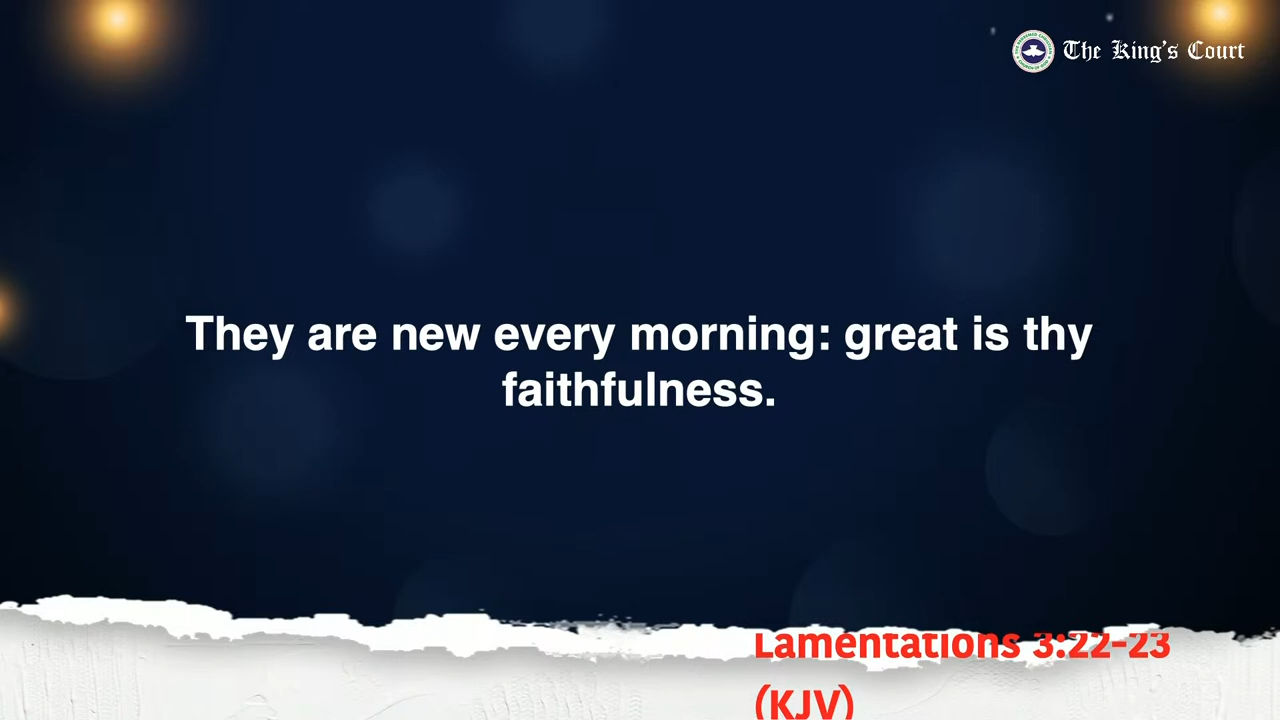 The King's Court
They are new every morning: great is thy
faithfulness.
Lamentations 3:22-23
(KJV)